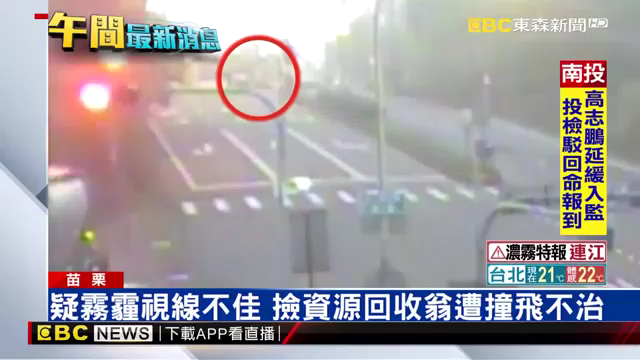 午間最新消息
EBC東森新聞HD
南投
高志鵬延緩入監
投檢駁回命報到
濃霧特報 連江
台北 現在21℃ 體感22℃
苗栗
疑霧霾視線不佳 撿資源回收翁遭撞飛不治
EBC NEWS 下載APP看直播